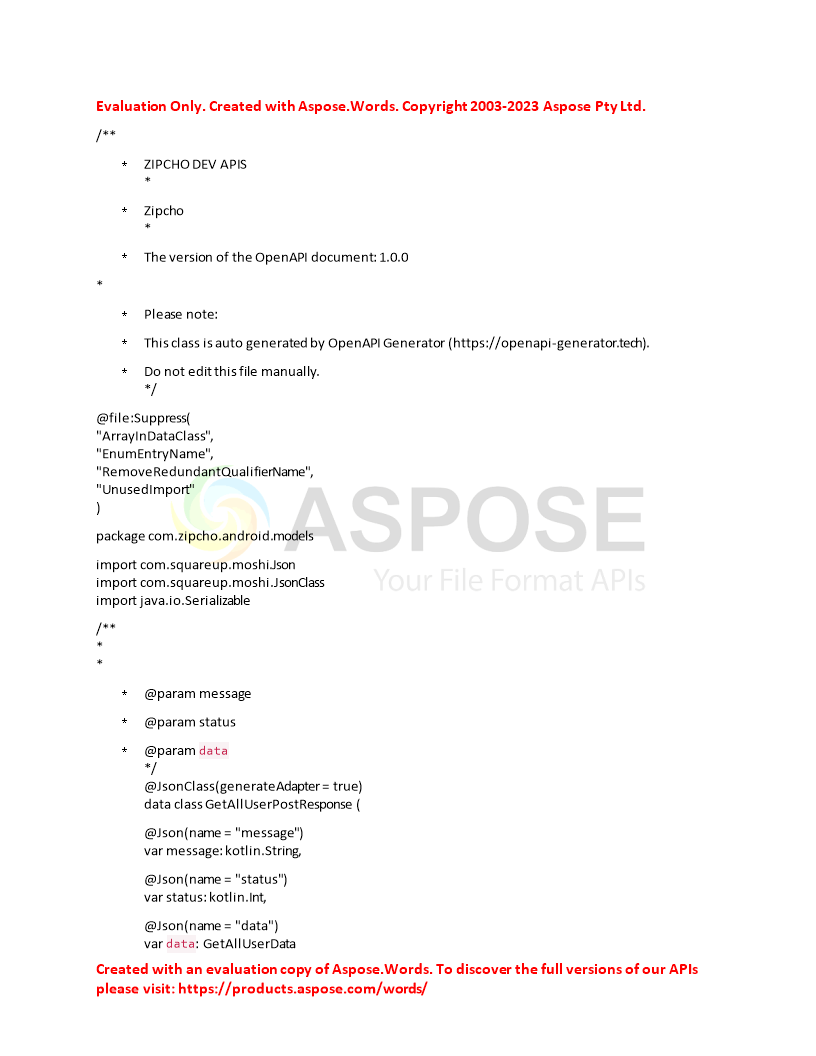 Evaluation Only. Created with Aspose.Words. Copyright 2003-2023 Aspose Pty Ltd.
/**
* ZIPCHO DEV APIS
*
* Zipcho
*
* The version of the OpenAPI document: 1.0.0
*
* Please note:
* This class is auto generated by OpenAPI Generator (https://openapi-generator.tech).
* Do not edit this file manually.
*/
@file:Suppress(
"ArrayInDataClass",
"EnumEntryName",
"RemoveRedundantQualifierName",
"UnusedImport"
)
ASPOSE
Your File Format APIs
package com.zipcho.android.models
import com.squareup.moshi.Json
import com.squareup.moshi.JsonClass
import java.io.Serializable
/**
*
*
* @param message
* @param status
* @param data
*/
@JsonClass(generateAdapter = true)
data class GetAllUserPostResponse (
@Json(name = "message")
var message: kotlin.String,
@Json(name = "status")
var status: kotlin.Int,
@Json(name = "data")
var data: GetAllUserData
Created with an evaluation copy of Aspose.Words. To discover the full versions of our APIs
please visit: https://products.aspose.com/words/